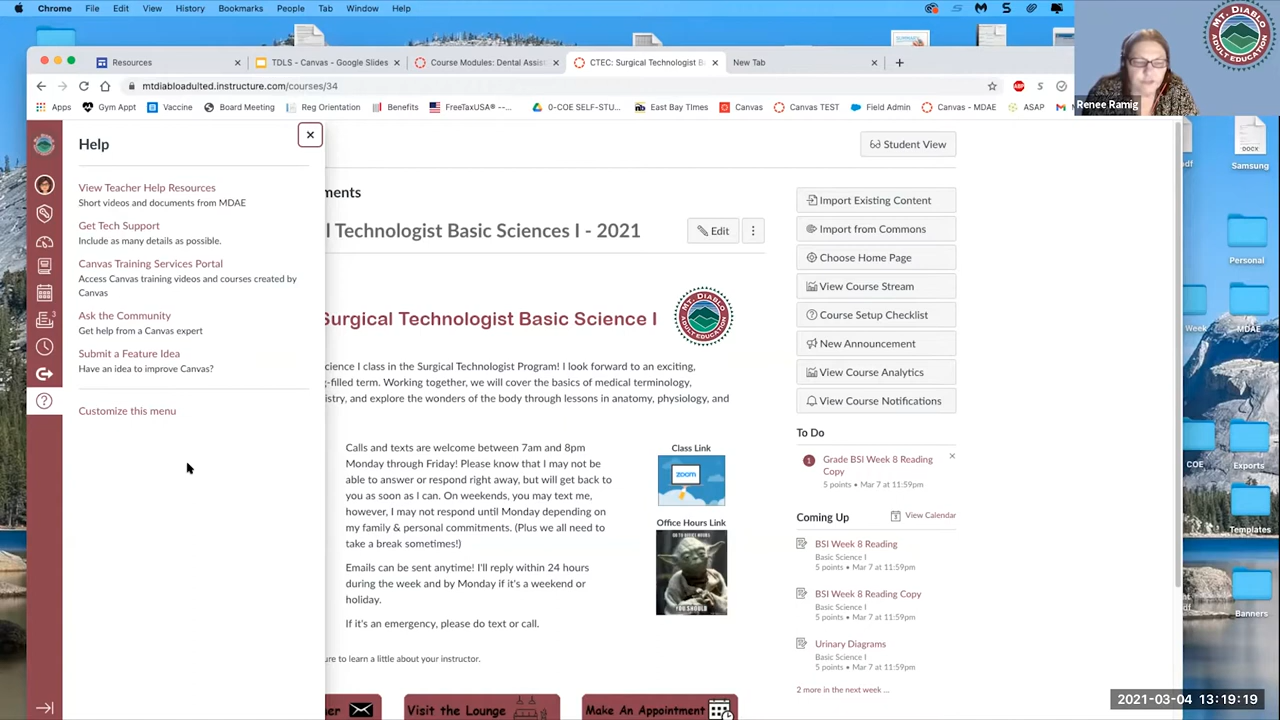 Chrome File Edit View History Bookmarks People Tab Window Help
MT. DIABLO
ADULT EDUCATION
Renee Ramig
Resources
TDLS - Canvas - Google Slides
Course Modules: Dental Assist
CTEC: Surgical Technologist B
New Tab
mtdiabloadulted.instructure.com/courses/34
Apps Gym Appt Vaccine Board Meeting Reg Orientation Benefits FreeTaxUSA® --... 0-COE SELF-STU... East Bay Times Canvas Canvas TEST Field Admin Canvas - MDAE ASAP
Help
View Teacher Help Resources
Short videos and documents from MDAE
Get Tech Support
Include as many details as possible.
Canvas Training Services Portal
Access Canvas training videos and courses created by
Canvas
Ask the Community
Get help from a Canvas expert
Submit a Feature Idea
Have an idea to improve Canvas?
Customize this menu
3
Student View
ments
l Technologist Basic Sciences I - 2021
Edit
Surgical Technologist Basic Science I
MT. DIABLO
ADULT EDUCATION
cience I class in the Surgical Technologist Program! I look forward to an exciting,
-filled term. Working together, we will cover the basics of medical terminology,
istry, and explore the wonders of the body through lessons in anatomy, physiology, and
Calls and texts are welcome between 7am and 8pm
Monday through Friday! Please know that I may not be
able to answer or respond right away, but will get back to
you as soon as I can. On weekends, you may text me,
however, I may not respond until Monday depending on
my family & personal commitments. (Plus we all need to
take a break sometimes!)
Emails can be sent anytime! I'll reply within 24 hours
during the week and by Monday if it's a weekend or
holiday.
If it's an emergency, please do text or call.
ure to learn a little about your instructor.
Class Link
zoom
Office Hours Link
GO TO OFFICE HOURS
YOU SHOULD
er
Visit the Lounge
Make An Appointment
Import Existing Content
Import from Commons
Choose Home Page
View Course Stream
Course Setup Checklist
New Announcement
View Course Analytics
View Course Notifications
To Do
1
Grade BSI Week 8 Reading
Copy
5 points • Mar 7 at 11:59pm
Coming Up
View Calendar
BSI Week 8 Reading
Basic Science I
5 points • Mar 7 at 11:59pm
BSI Week 8 Reading Copy
Basic Science I
5 points • Mar 7 at 11:59pm
Urinary Diagrams
Basic Science I
5 points • Mar 7 at 11:59pm
2 more in the next week ...
DOCX
Samsung
Personal
Week
MDAE
COE
Exports
Templates
Banners
2021-03-04 13:19:19